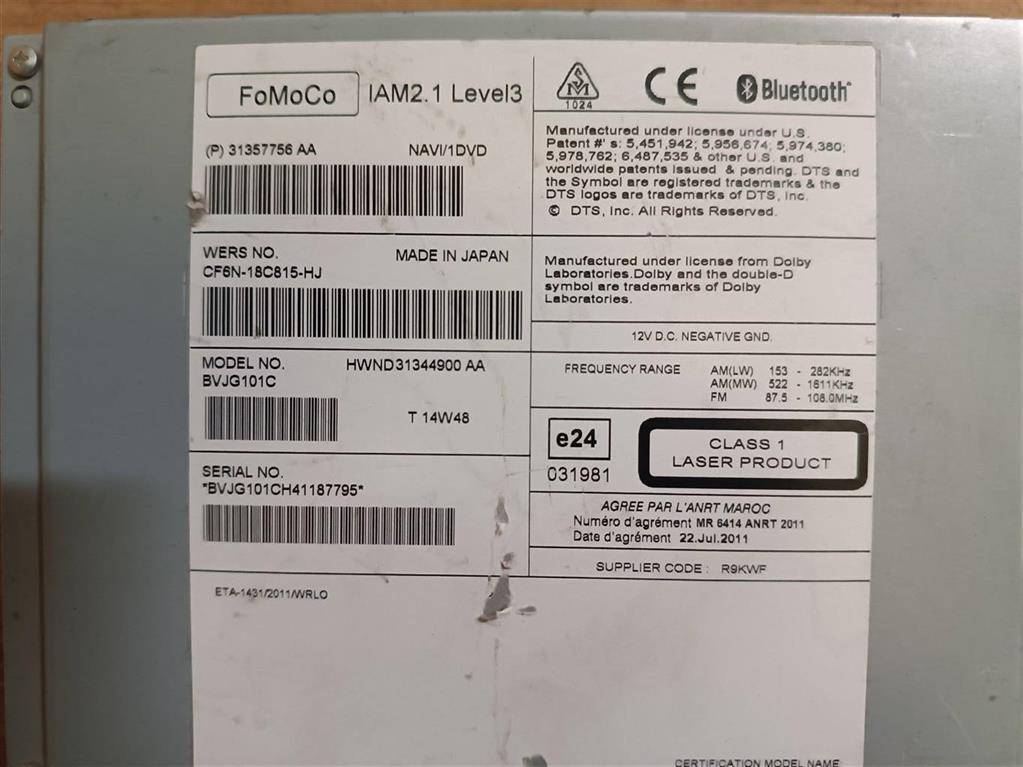 FoMoCo
IAM2.1 Level3
(P) 31357756 AA
NAVI/1DVD
WERS NO.
MADE IN JAPAN
CF6N-18C815-HJ
MODEL NO.
HWND31344900 AA
BVJG101C
T 14W48
SERIAL NO.
*BVJG101CH41187795*
ETA-1431/2011/WRLO
SM
1024
CE
Bluetooth
Manufactured under license under U.S.
Patent #' s: 5,451,942; 5,956,674; 5,974,380;
5,978,762; 6,487,535 & other U.S. and
worldwide patents issued & pending. DTS and
the Symbol are registered trademarks & the
DTS logos are trademarks of DTS, Inc.
© DTS, Inc. All Rights Reserved.
Manufactured under license from Dolby
Laboratories.Dolby and the double-D
symbol are trademarks of Dolby
Laboratories.
12V D.C. NEGATIVE GND.
FREQUENCY RANGE
AM(LW) 153 - 282KHz
AM(MW) 522 - 1611KHz
FM 87.5 - 108.0MHz
e24
031981
CLASS 1
LASER PRODUCT
AGREE PAR L'ANRT MAROC
Numéro d'agrément MR 6414 ANRT 2011
Date d'agrément 22.Jul.2011
SUPPLIER CODE : R9KWF
CERTIFICATION MODEL NAME